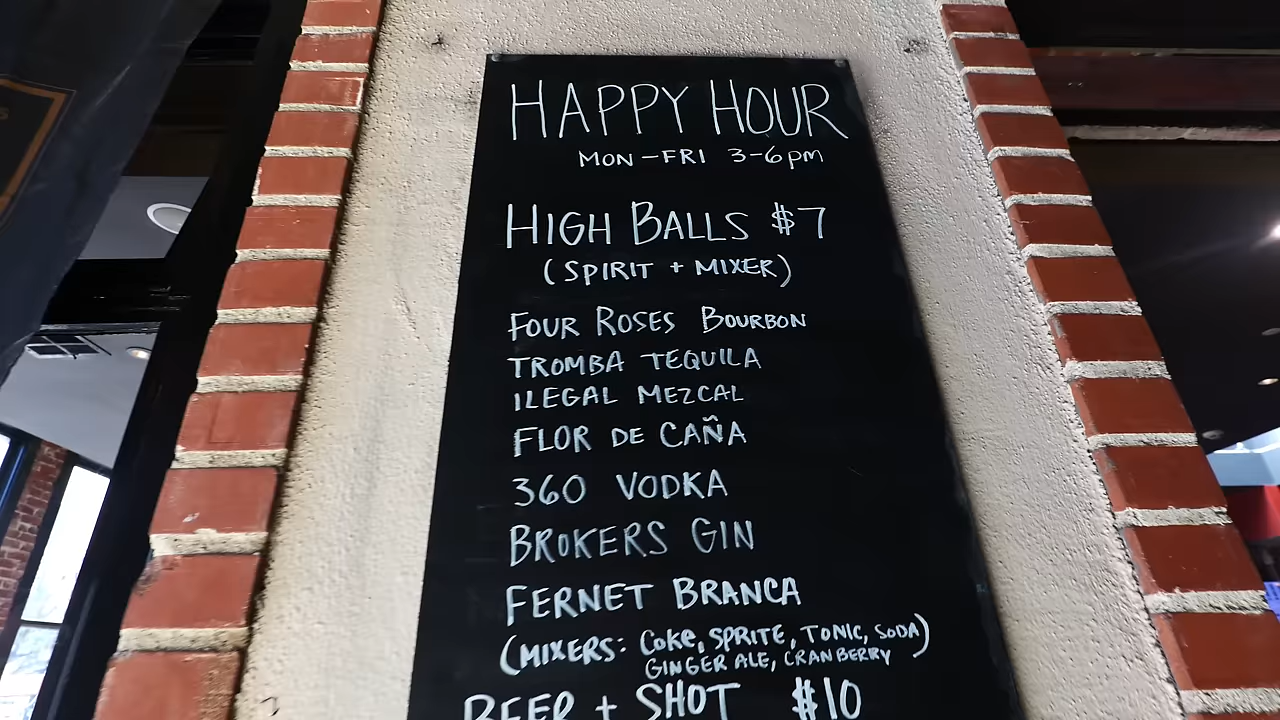 HAPPY HOUR
MON-FRI 3-6pm
HIGH BALLS $7
(SPIRIT + MIXER)
FOUR ROSES BOURBON
TROMBA TEQUILA
ILEGAL MEZCAL
FLOR DE CAÑA
360 VODKA
BROKERS GIN
FERNET BRANCA
(MIXERS: Coke, SPRITE, TONIC, SODA)
GINGER ALE, CRANBERRY
BEER + SHOT $10